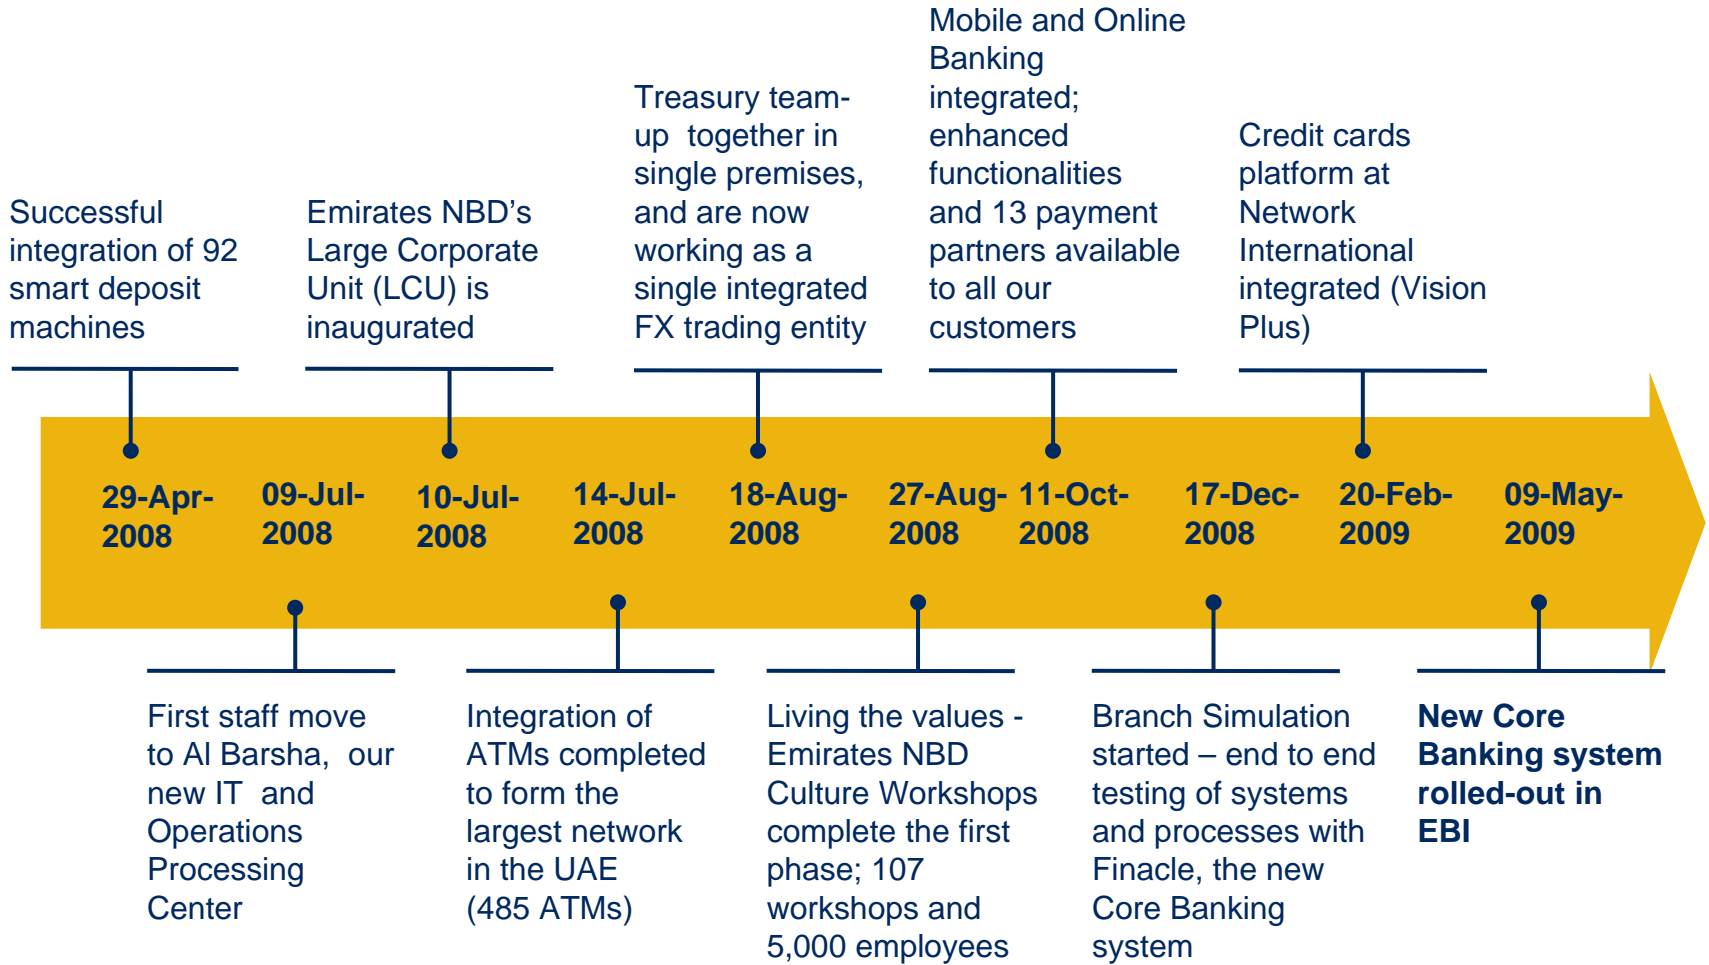 Successful
integration of 92
smart deposit
machines
Emirates NBD’s
Large Corporate
Unit (LCU) is
inaugurated
Treasury team-
up  together in
single premises,
and are now
working as a
single integrated
FX trading entity
Mobile and Online
Banking
integrated;
enhanced
functionalities
and 13 payment
partners available
to all our
customers
Credit cards
platform at
Network
International
integrated (Vision
Plus)
29-Apr-
2008
09-Jul-
2008
10-Jul-
2008
14-Jul-
2008
18-Aug-
2008
27-Aug-
2008
11-Oct-
2008
17-Dec-
2008
20-Feb-
2009
09-May-
2009
First staff move
to Al Barsha,  our
new IT  and
Operations
Processing
Center
Integration of
ATMs completed
to form the
largest network
in the UAE
(485 ATMs)
Living the values -
Emirates NBD
Culture Workshops
complete the first
phase; 107
workshops and
5,000 employees
Branch Simulation
started – end to end
testing of systems
and processes with
Finacle, the new
Core Banking
system
New Core
Banking system
rolled-out in
EBI